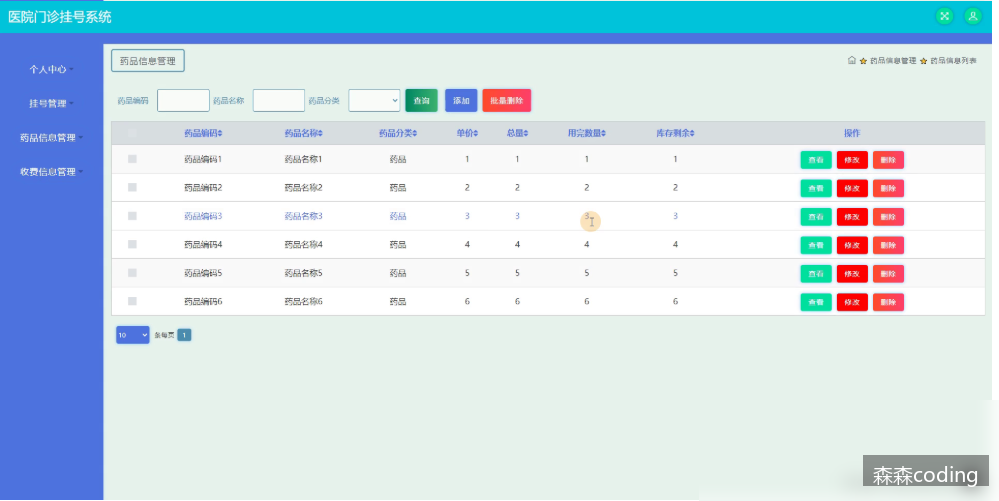 医院门诊挂号系统
个人中心
挂号管理
药品信息管理
收费信息管理
药品信息管理
药品信息管理 药品信息列表
药品编码 药品名称 药品分类 查询 添加 批量删除
药品编码 药品名称 药品分类 单价 总量 用完数量 库存剩余 操作
药品编码1 药品名称1 药品 1 1 1 1 查看 修改 删除
药品编码2 药品名称2 药品 2 2 2 2 查看 修改 删除
药品编码3 药品名称3 药品 3 3 3 3 查看 修改 删除
药品编码4 药品名称4 药品 4 4 4 4 查看 修改 删除
药品编码5 药品名称5 药品 5 5 5 5 查看 修改 删除
药品编码6 药品名称6 药品 6 6 6 6 查看 修改 删除
10 条每页 1
森森coding